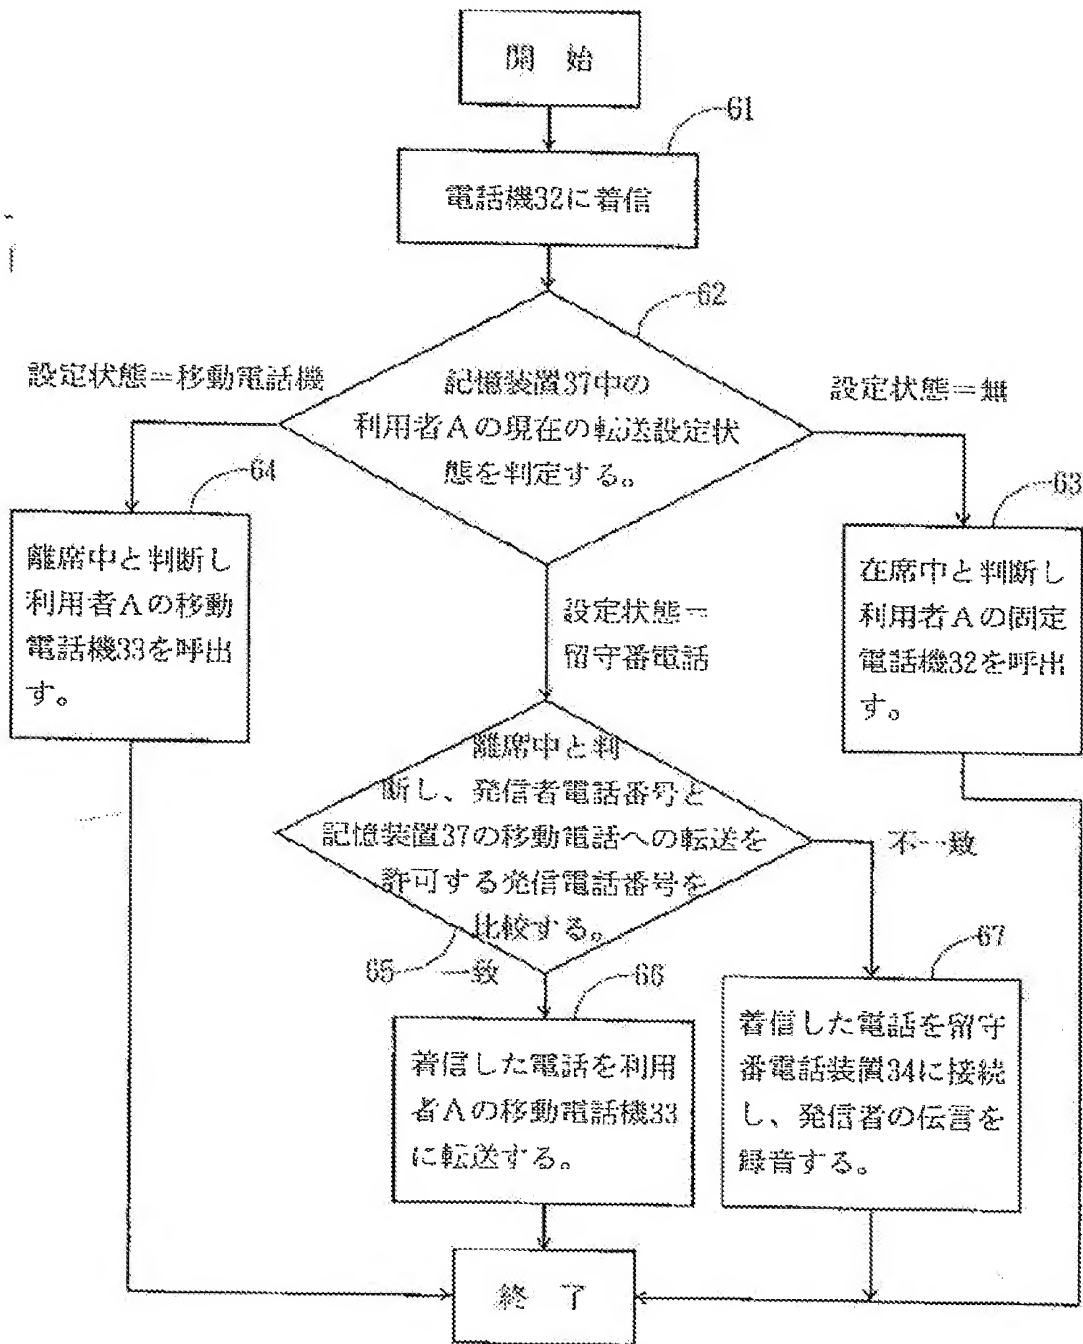 開 始
61
電話機32に着信
62
設定状態=移動電話機
記憶装置37中の
利用者Aの現在の転送設定状
態を判定する。
設定状態=無
64
離席中と判断し
利用者Aの移動
電話機33を呼出
す。
63
在席中と判断し
利用者Aの固定
電話機32を呼出
す。
設定状態=
留守番電話
離席中と判
断し、発信者電話番号と
記憶装置37の移動電話への転送を
許可する発信電話番号を
比較する。
不一致
65
一致
66
着信した電話を利用
者Aの移動電話機33
に転送する。
67
着信した電話を留守
番電話装置34に接続
し、発信者の伝言を
録音する。
終 了